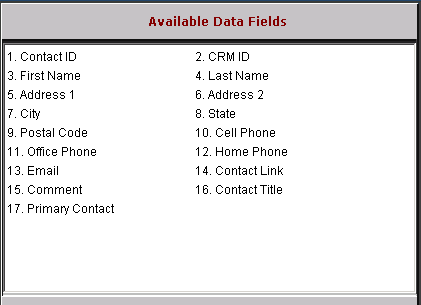 Available Data Fields
1. Contact ID 2. CRM ID
3. First Name 4. Last Name
5. Address 1 6. Address 2
7. City 8. State
9. Postal Code 10. Cell Phone
11. Office Phone 12. Home Phone
13. Email 14. Contact Link
15. Comment 16. Contact Title
17. Primary Contact